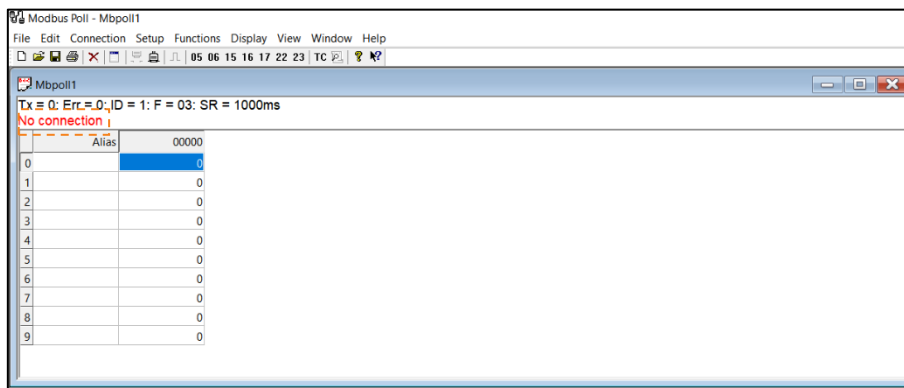 Modbus Poll - Mbpoll1
File Edit Connection Setup Functions Display View Window Help
05 06 15 16 17 22 23 TC
Mbpoll1
Tx = 0: Err = 0: ID = 1: F = 03: SR = 1000ms
No connection
Alias 00000
0 0
1 0
2 0
3 0
4 0
5 0
6 0
7 0
8 0
9 0